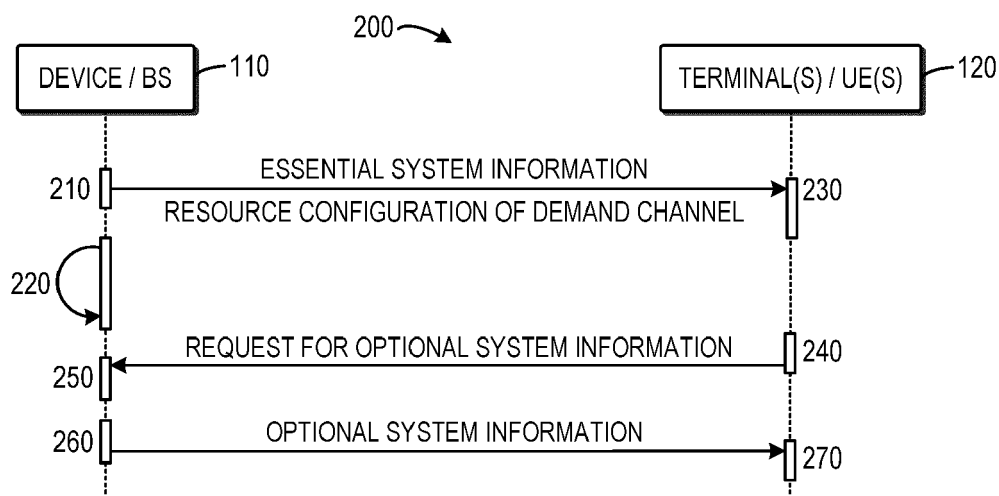 200
DEVICE / BS
110
TERMINAL(S) / UE(S)
120
210
ESSENTIAL SYSTEM INFORMATION
230
RESOURCE CONFIGURATION OF DEMAND CHANNEL
220
REQUEST FOR OPTIONAL SYSTEM INFORMATION
240
250
260
OPTIONAL SYSTEM INFORMATION
270